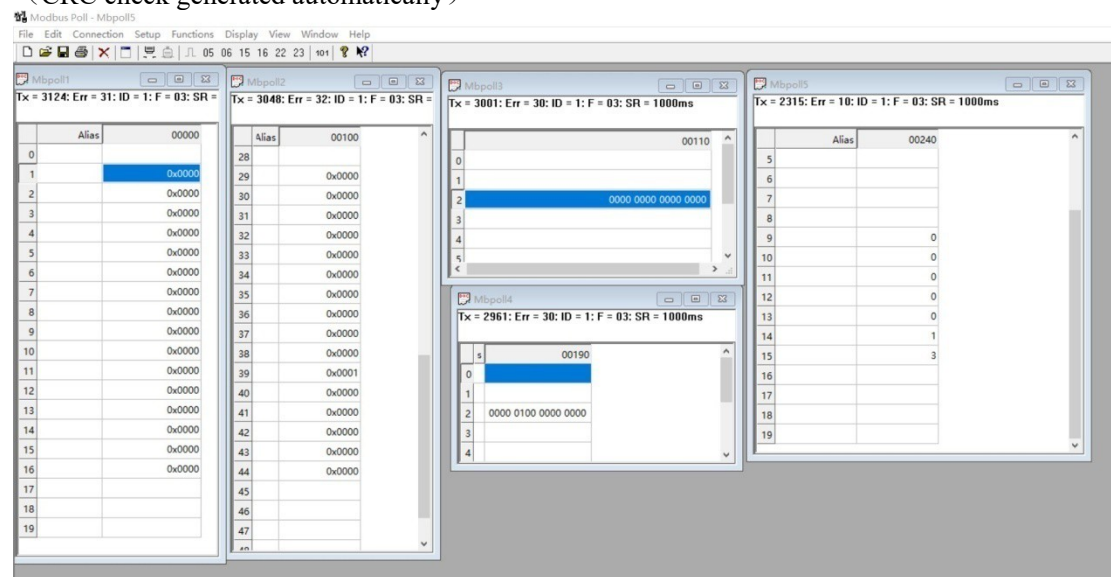 (CRC check generated automatically)
Modbus Poll - Mbpoll5
File Edit Connection Setup Functions Display View Window Help
05 06 15 16 22 23 101
Mbpoll1
Tx = 3124: Err = 31: ID = 1: F = 03: SR =
Alias 00000
0
1 0x0000
2 0x0000
3 0x0000
4 0x0000
5 0x0000
6 0x0000
7 0x0000
8 0x0000
9 0x0000
10 0x0000
11 0x0000
12 0x0000
13 0x0000
14 0x0000
15 0x0000
16 0x0000
17
18
19
Mbpoll2
Tx = 3048: Err = 32: ID = 1: F = 03: SR =
Alias 00100
28
29 0x0000
30 0x0000
31 0x0000
32 0x0000
33 0x0000
34 0x0000
35 0x0000
36 0x0000
37 0x0000
38 0x0000
39 0x0001
40 0x0000
41 0x0000
42 0x0000
43 0x0000
44 0x0000
45
46
47
Mbpoll3
Tx = 3001: Err = 30: ID = 1: F = 03: SR = 1000ms
00110
0
1
2 0000 0000 0000 0000
3
4
5
Mbpoll4
Tx = 2961: Err = 30: ID = 1: F = 03: SR = 1000ms
s 00190
0
1
2 0000 0100 0000 0000
3
4
Mbpoll5
Tx = 2315: Err = 10: ID = 1: F = 03: SR = 1000ms
Alias 00240
5
6
7
8
9 0
10 0
11 0
12 0
13 0
14 1
15 3
16
17
18
19